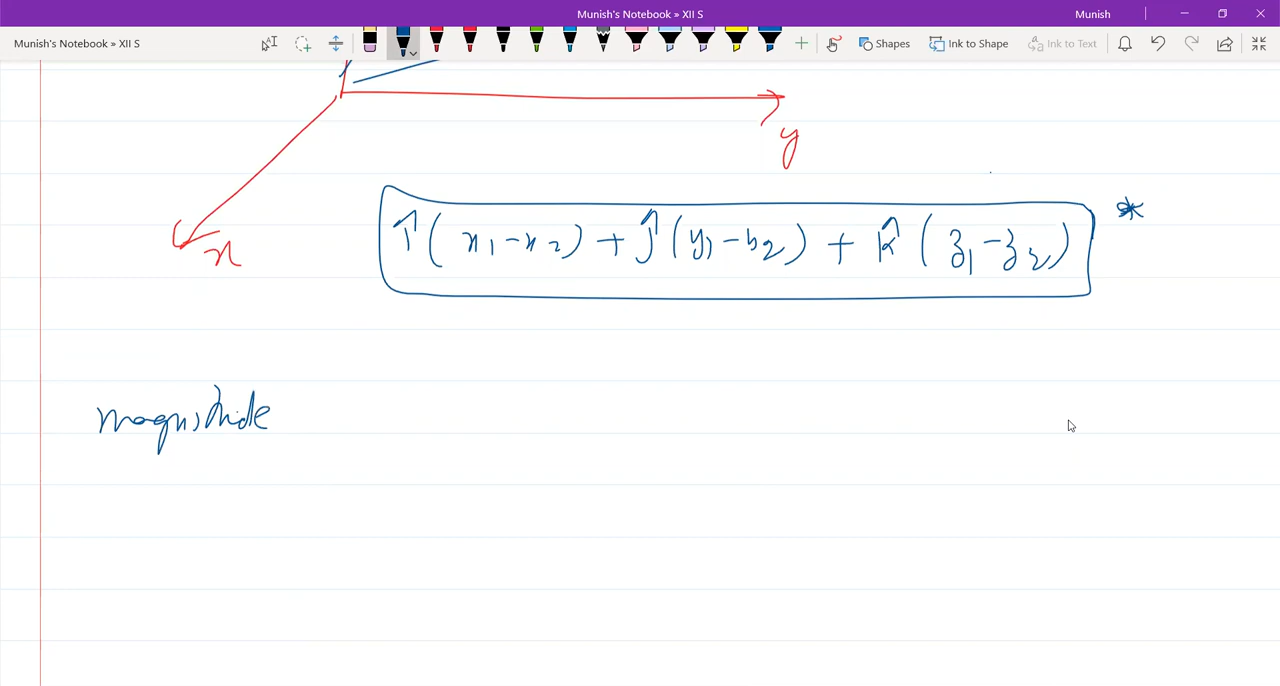 Munish's Notebook » XII S
Munish
Munish's Notebook » XII S
Shapes
Ink to Shape
Ink to Text
y
x
î ( x₁ - x₂ ) + ĵ ( y₁ - y₂ ) + k̂ ( z₁ - z₂ ) *
magnitude